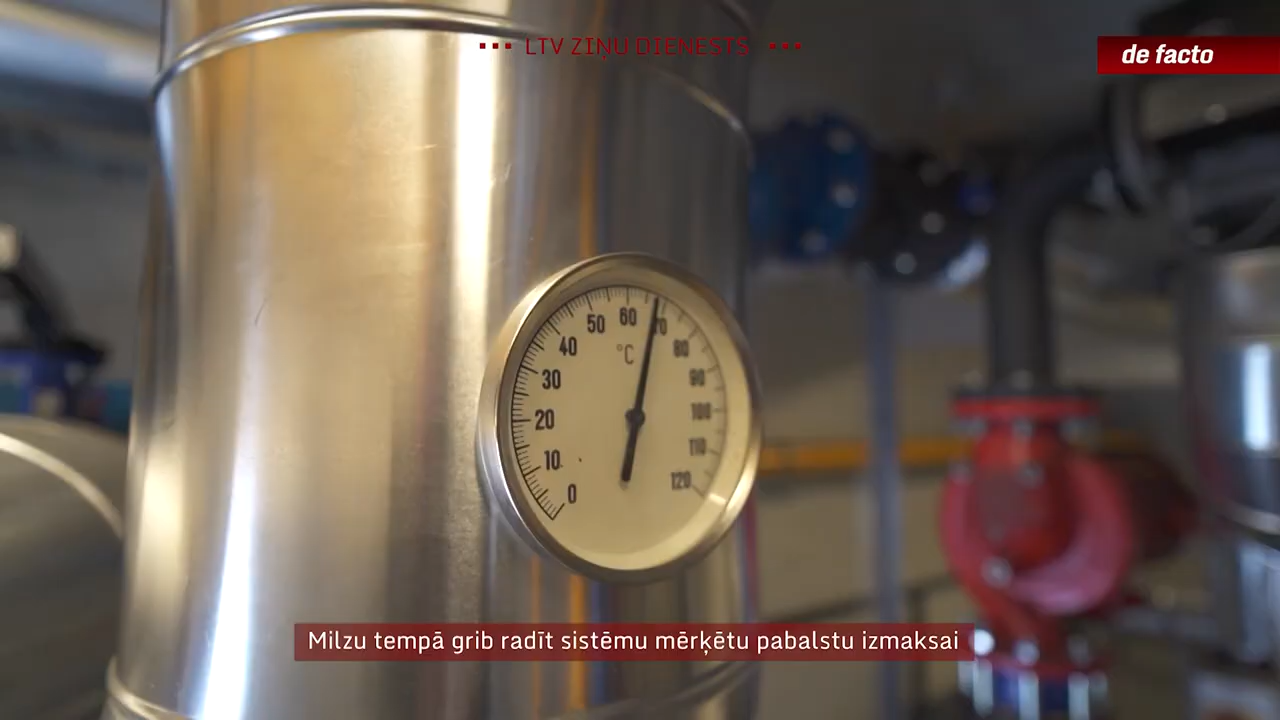 LTV ZIŅU DIENESTS
de facto
50 60 70
°C
40 80
30 90
20 100
10 110
0 120
Milzu tempā grib radīt sistēmu mērķētu pabalstu izmaksai